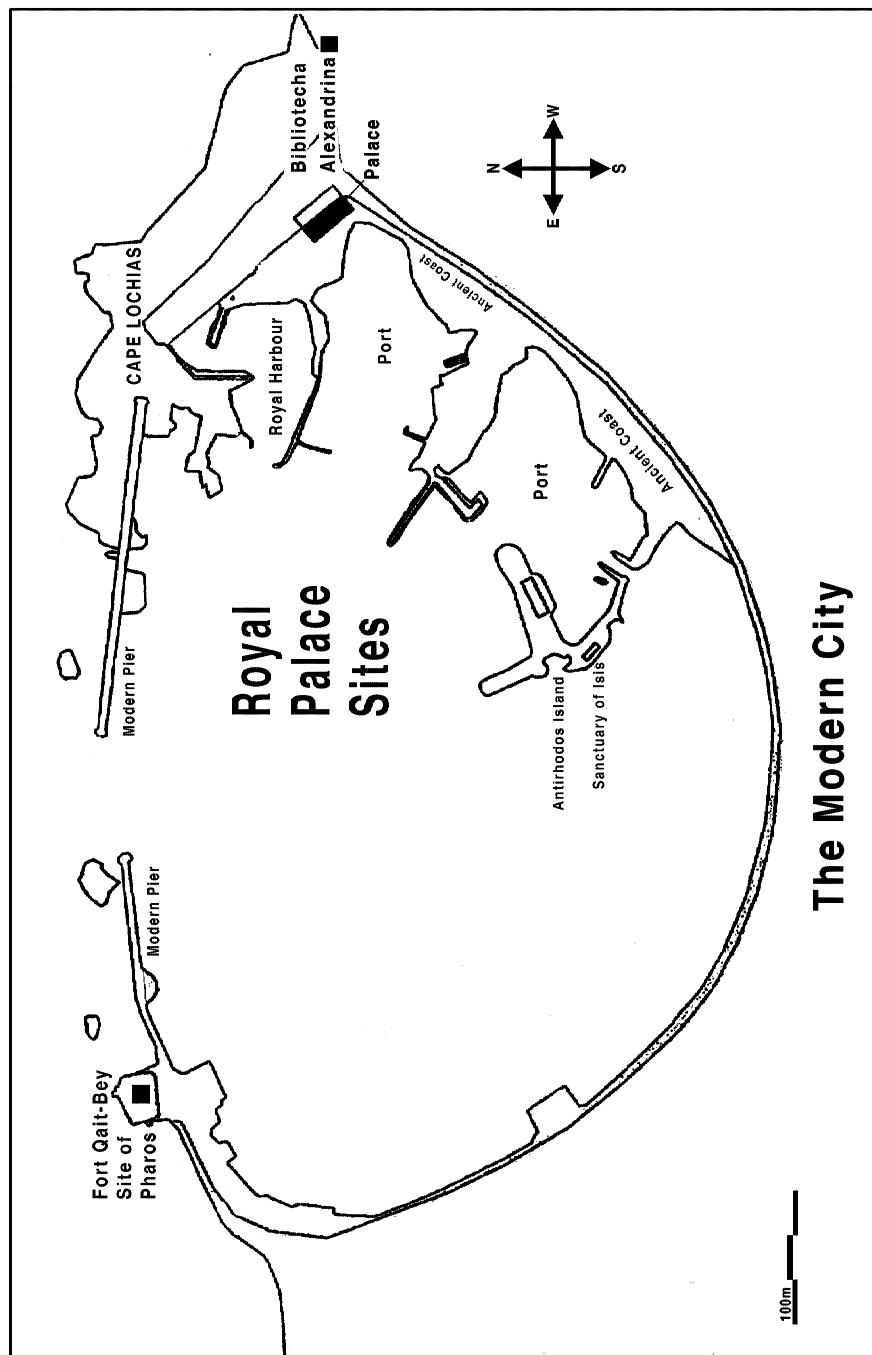 Fort Qait-Bey
Site of
Pharos
Modern Pier
Modern Pier
CAPE LOCHIAS
Bibliotecha
Alexandrina
Palace
Royal Harbour
Port
Port
Ancient Coast
Ancient Coast
Royal
Palace
Sites
Antirhodos Island
Sanctuary of Isis
N
W
E
S
The Modern City
100m